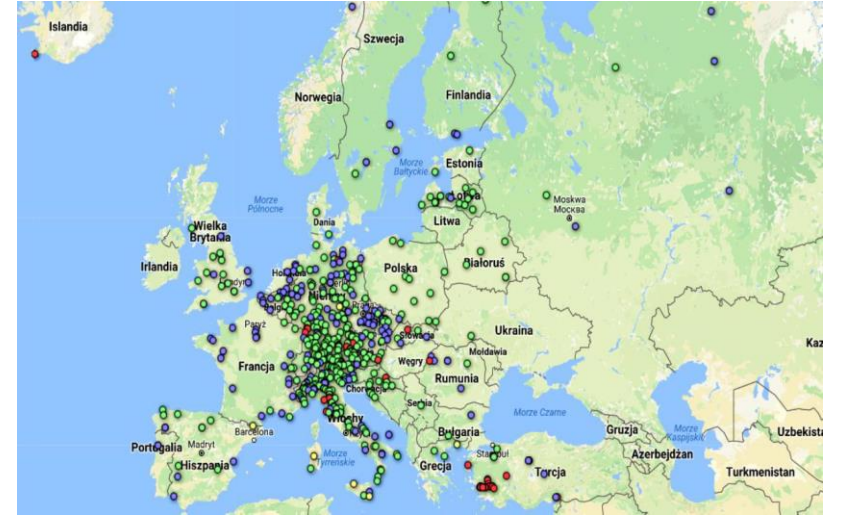 Islandia
Szwecja
Norwegia
Finlandia
Estonia
Morze
Bałtyckie
Morze
Północne
Moskwa
Москва
Dania
Litwa
Wielka
Brytania
Irlandia
Polska
Białoruś
Paryż
Ukraina
Słowacja
Mołdawia
Kaz
Węgry
Francja
Rumunia
Chorwacja
Serbia
Morze Czarne
Włochy
Barcelona
Bułgaria
Gruzja
Morze
Kaspijskie
Uzbekista
Portugalia
Madryt
Hiszpania
Morze
Tyrreńskie
Stambuł
Azerbejdżan
Grecja
Turcja
Turkmenistan